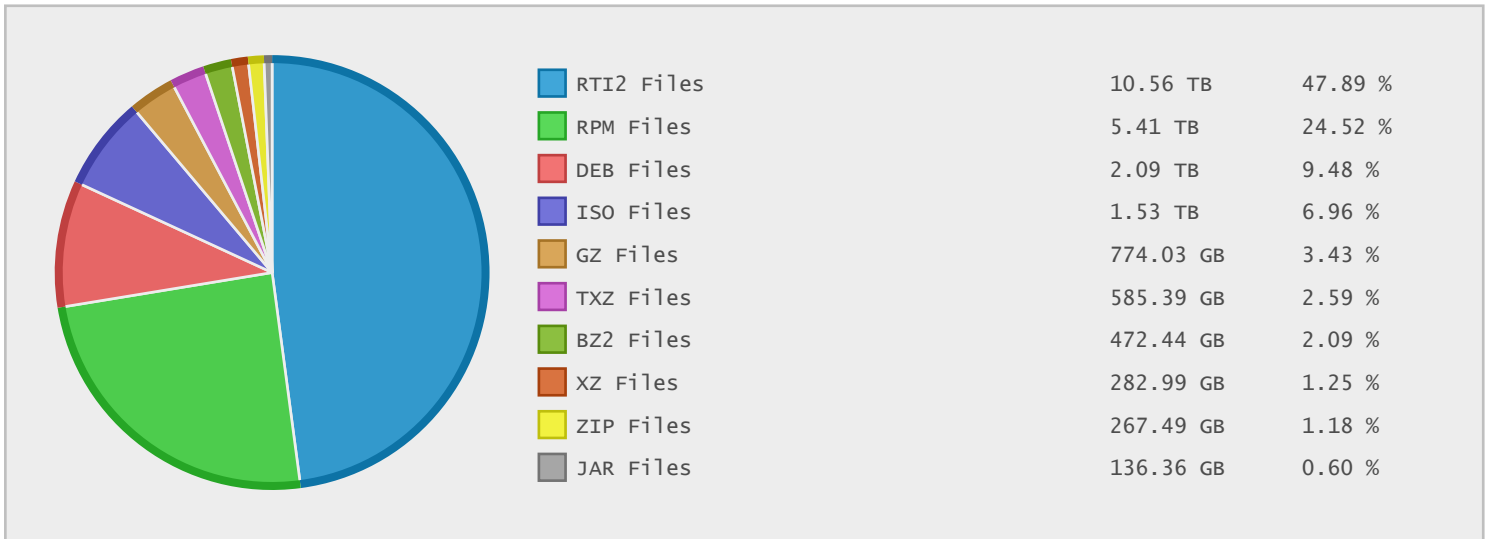 RTI2 Files 10.56 TB 47.89 %
RPM Files 5.41 TB 24.52 %
DEB Files 2.09 TB 9.48 %
ISO Files 1.53 TB 6.96 %
GZ Files 774.03 GB 3.43 %
TXZ Files 585.39 GB 2.59 %
BZ2 Files 472.44 GB 2.09 %
XZ Files 282.99 GB 1.25 %
ZIP Files 267.49 GB 1.18 %
JAR Files 136.36 GB 0.60 %